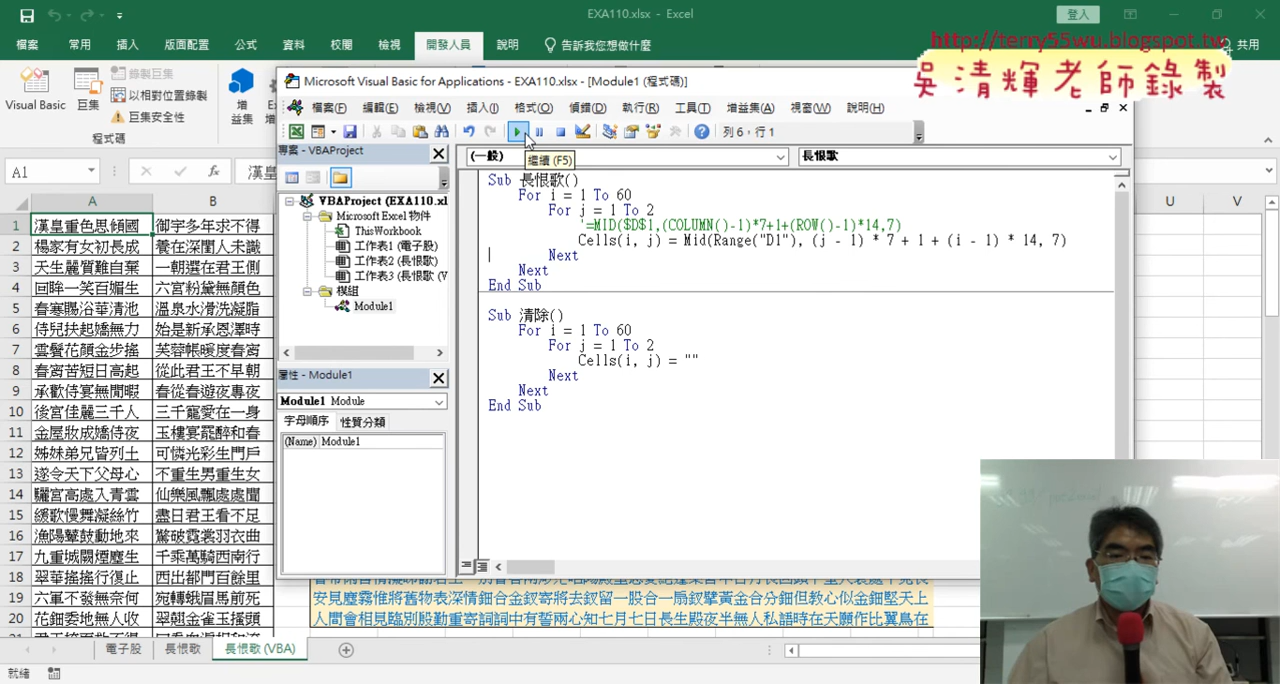 EXA110.xlsx - Excel
登入
檔案 常用 插入 版面配置 公式 資料 校閱 檢視 開發人員 說明 告訴我您想做什麼 共用
http://terry55wu.blogspot.tw
吳清輝老師錄製
Visual Basic 巨集 錄製巨集
以相對位置錄製
巨集安全性
程式碼
增益集
Microsoft Visual Basic for Applications - EXA110.xlsx - [Module1 (程式碼)]
檔案(F) 編輯(E) 檢視(V) 插入(I) 格式(O) 偵錯(D) 執行(R) 工具(T) 增益集(A) 視窗(W) 說明(H)
列 6，行 1
繼續 (F5)
專案 - VBAProject
VBAProject (EXA110.xl
Microsoft Excel 物件
ThisWorkbook
工作表1 (電子股)
工作表2 (長恨歌)
工作表3 (長恨歌 (V
模組
Module1
屬性 - Module1
Module1 Module
字母順序 性質分類
(Name) Module1
(一般) 長恨歌
Sub 長恨歌()
For i = 1 To 60
For j = 1 To 2
'=MID($D$1,(COLUMN()-1)*7+1+(ROW()-1)*14,7)
Cells(i, j) = Mid(Range("D1"), (j - 1) * 7 + 1 + (i - 1) * 14, 7)
Next
Next
End Sub
Sub 清除()
For i = 1 To 60
For j = 1 To 2
Cells(i, j) = ""
Next
Next
End Sub
A1 fx 漢皇
A B U V
1 漢皇重色思傾國 御宇多年求不得
2 楊家有女初長成 養在深閨人未識
3 天生麗質難自棄 一朝選在君王側
4 回眸一笑百媚生 六宮粉黛無顏色
5 春寒賜浴華清池 溫泉水滑洗凝脂
6 侍兒扶起嬌無力 始是新承恩澤時
7 雲鬢花顏金步搖 芙蓉帳暖度春宵
8 春宵苦短日高起 從此君王不早朝
9 承歡侍宴無閒暇 春從春遊夜專夜
10 後宮佳麗三千人 三千寵愛在一身
11 金屋妝成嬌侍夜 玉樓宴罷醉和春
12 姊妹弟兄皆列土 可憐光彩生門戶
13 遂令天下父母心 不重生男重生女
14 驪宮高處入青雲 仙樂風飄處處聞
15 緩歌慢舞凝絲竹 盡日君王看不足
16 漁陽鼙鼓動地來 驚破霓裳羽衣曲
17 九重城闕煙塵生 千乘萬騎西南行
18 翠華搖搖行復止 西出都門百餘里
19 六軍不發無奈何 宛轉蛾眉馬前死
20 花鈿委地無人收 翠翹金雀玉搔頭
安見塵霧惟將舊物表深情鈿合金釵寄將去釵留一股合一扇釵擘黃金合分鈿但教心似金鈿堅天上
人間會相見臨別殷勤重寄詞詞中有誓兩心知七月七日長生殿夜半無人私語時在天願作比翼鳥在
電子股 長恨歌 長恨歌 (VBA)
就緒